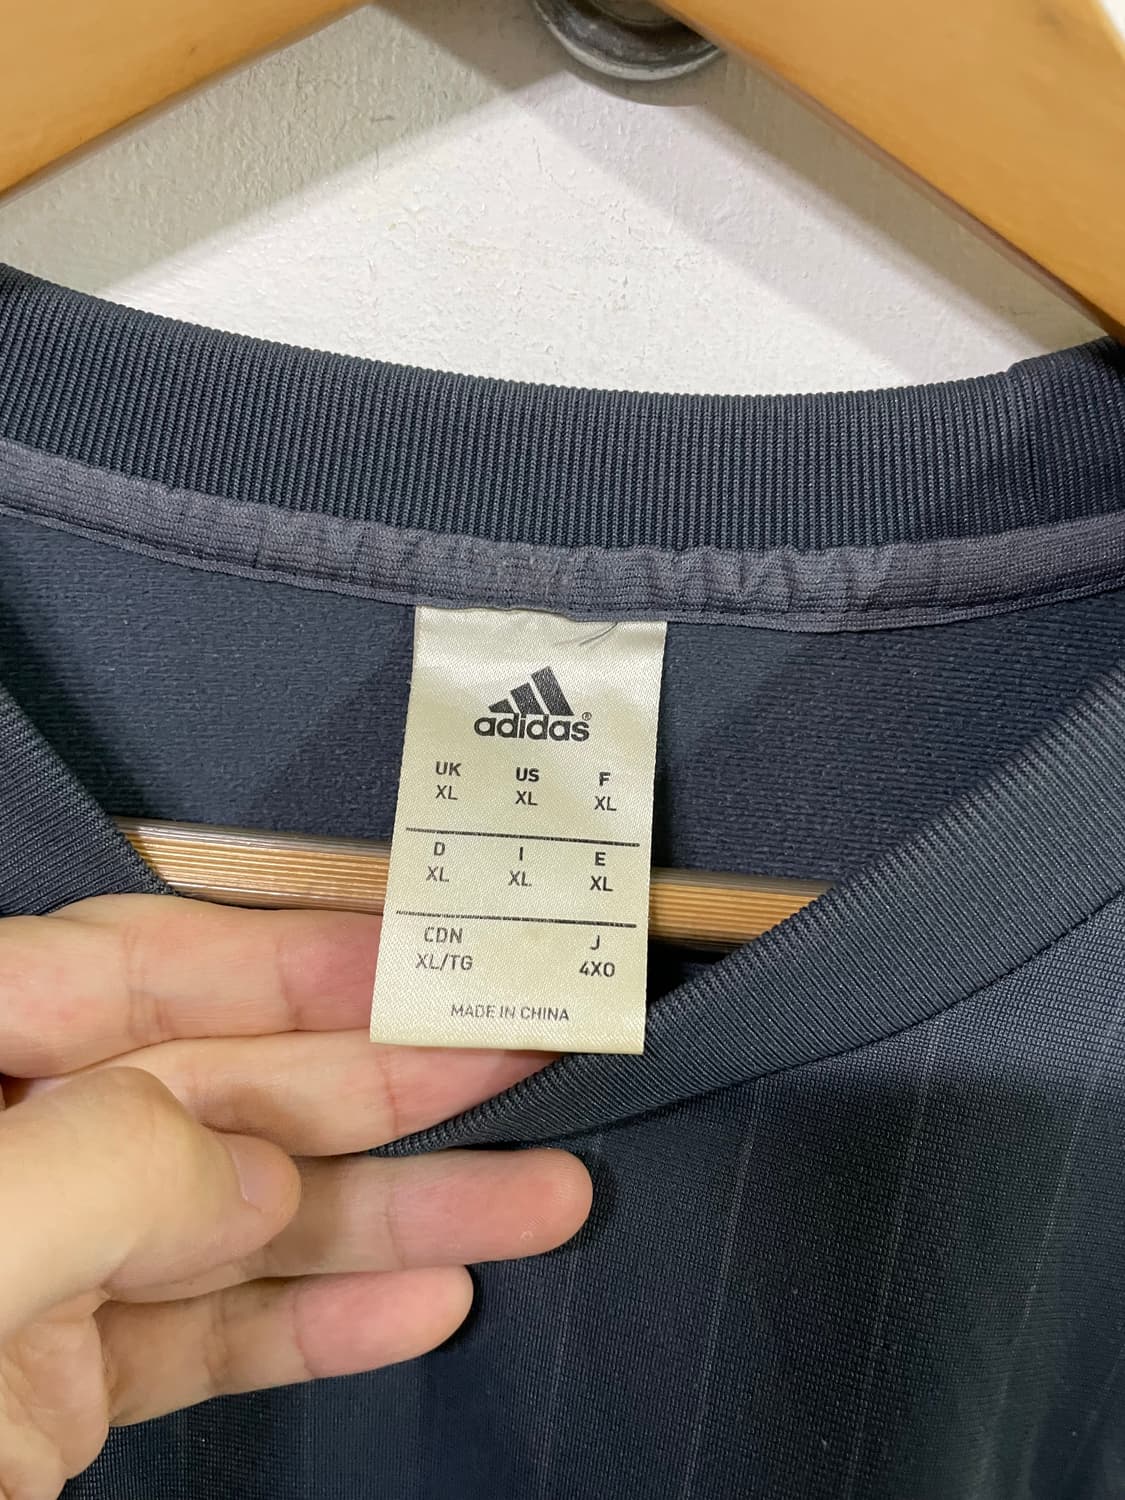 adidas®
UK US F
XL XL XL
D I E
XL XL XL
CDN J
XL/TG 4XO
MADE IN CHINA